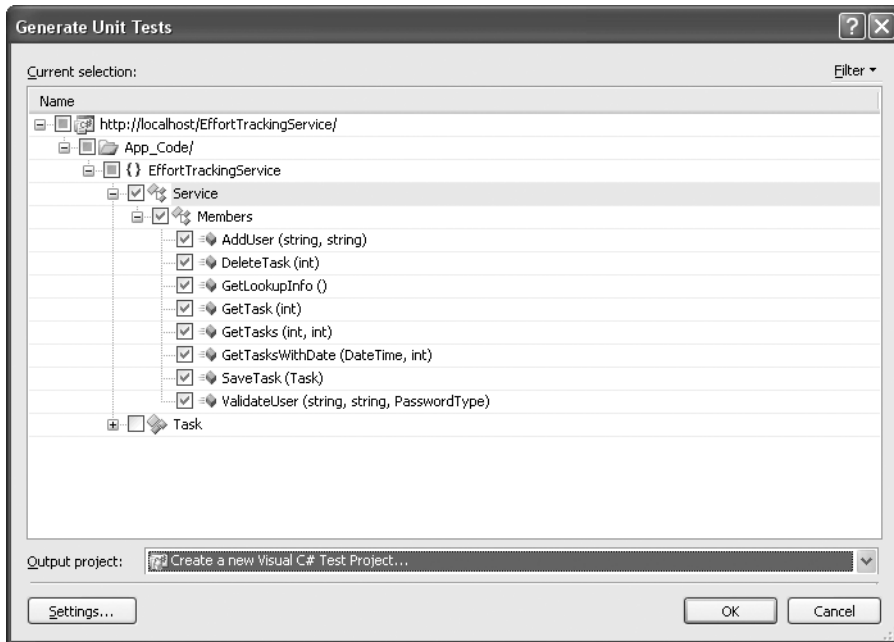 Generate Unit Tests
Current selection:
Filter
Name
http://localhost/EffortTrackingService/
App_Code/
{} EffortTrackingService
Service
Members
AddUser (string, string)
DeleteTask (int)
GetLookupInfo ()
GetTask (int)
GetTasks (int, int)
GetTasksWithDate (DateTime, int)
SaveTask (Task)
ValidateUser (string, string, PasswordType)
Task
Output project:
Create a new Visual C# Test Project...
Settings...
OK
Cancel